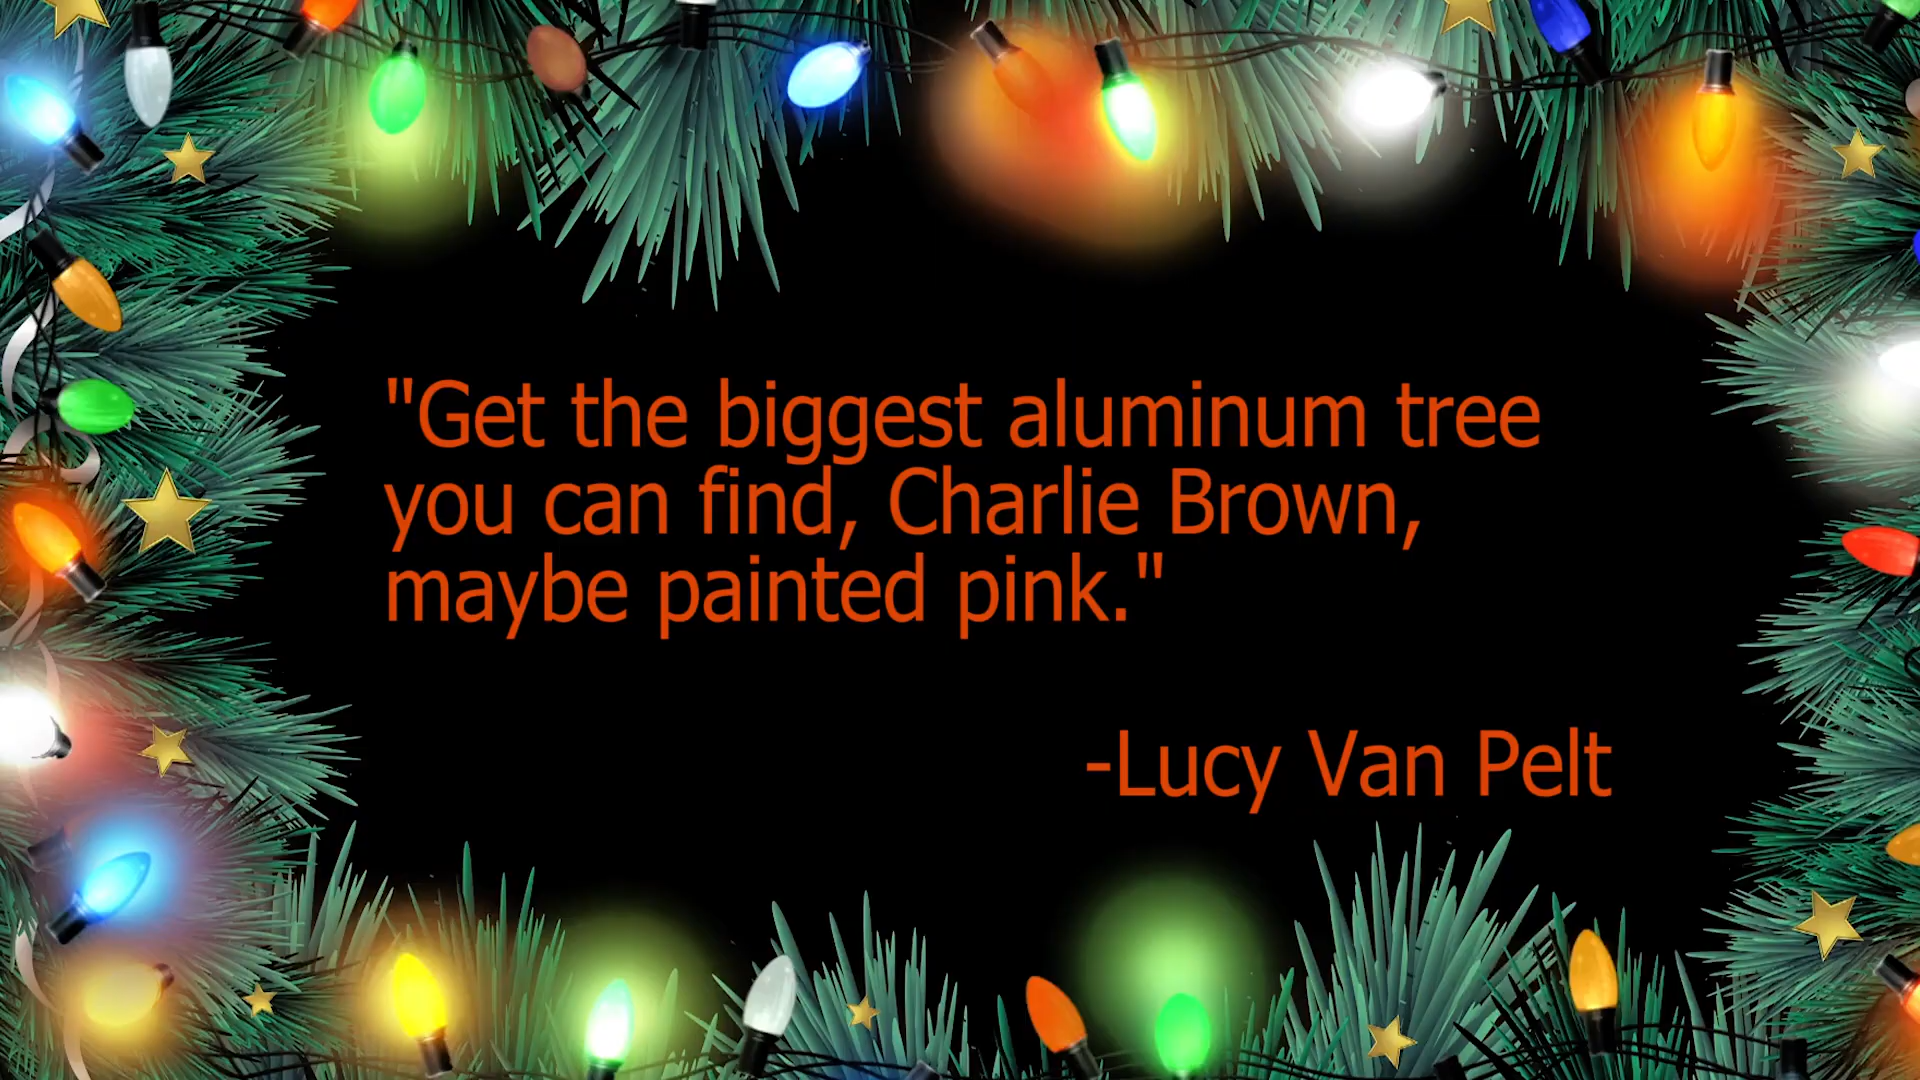 "Get the biggest aluminum tree
you can find, Charlie Brown,
maybe painted pink."
-Lucy Van Pelt